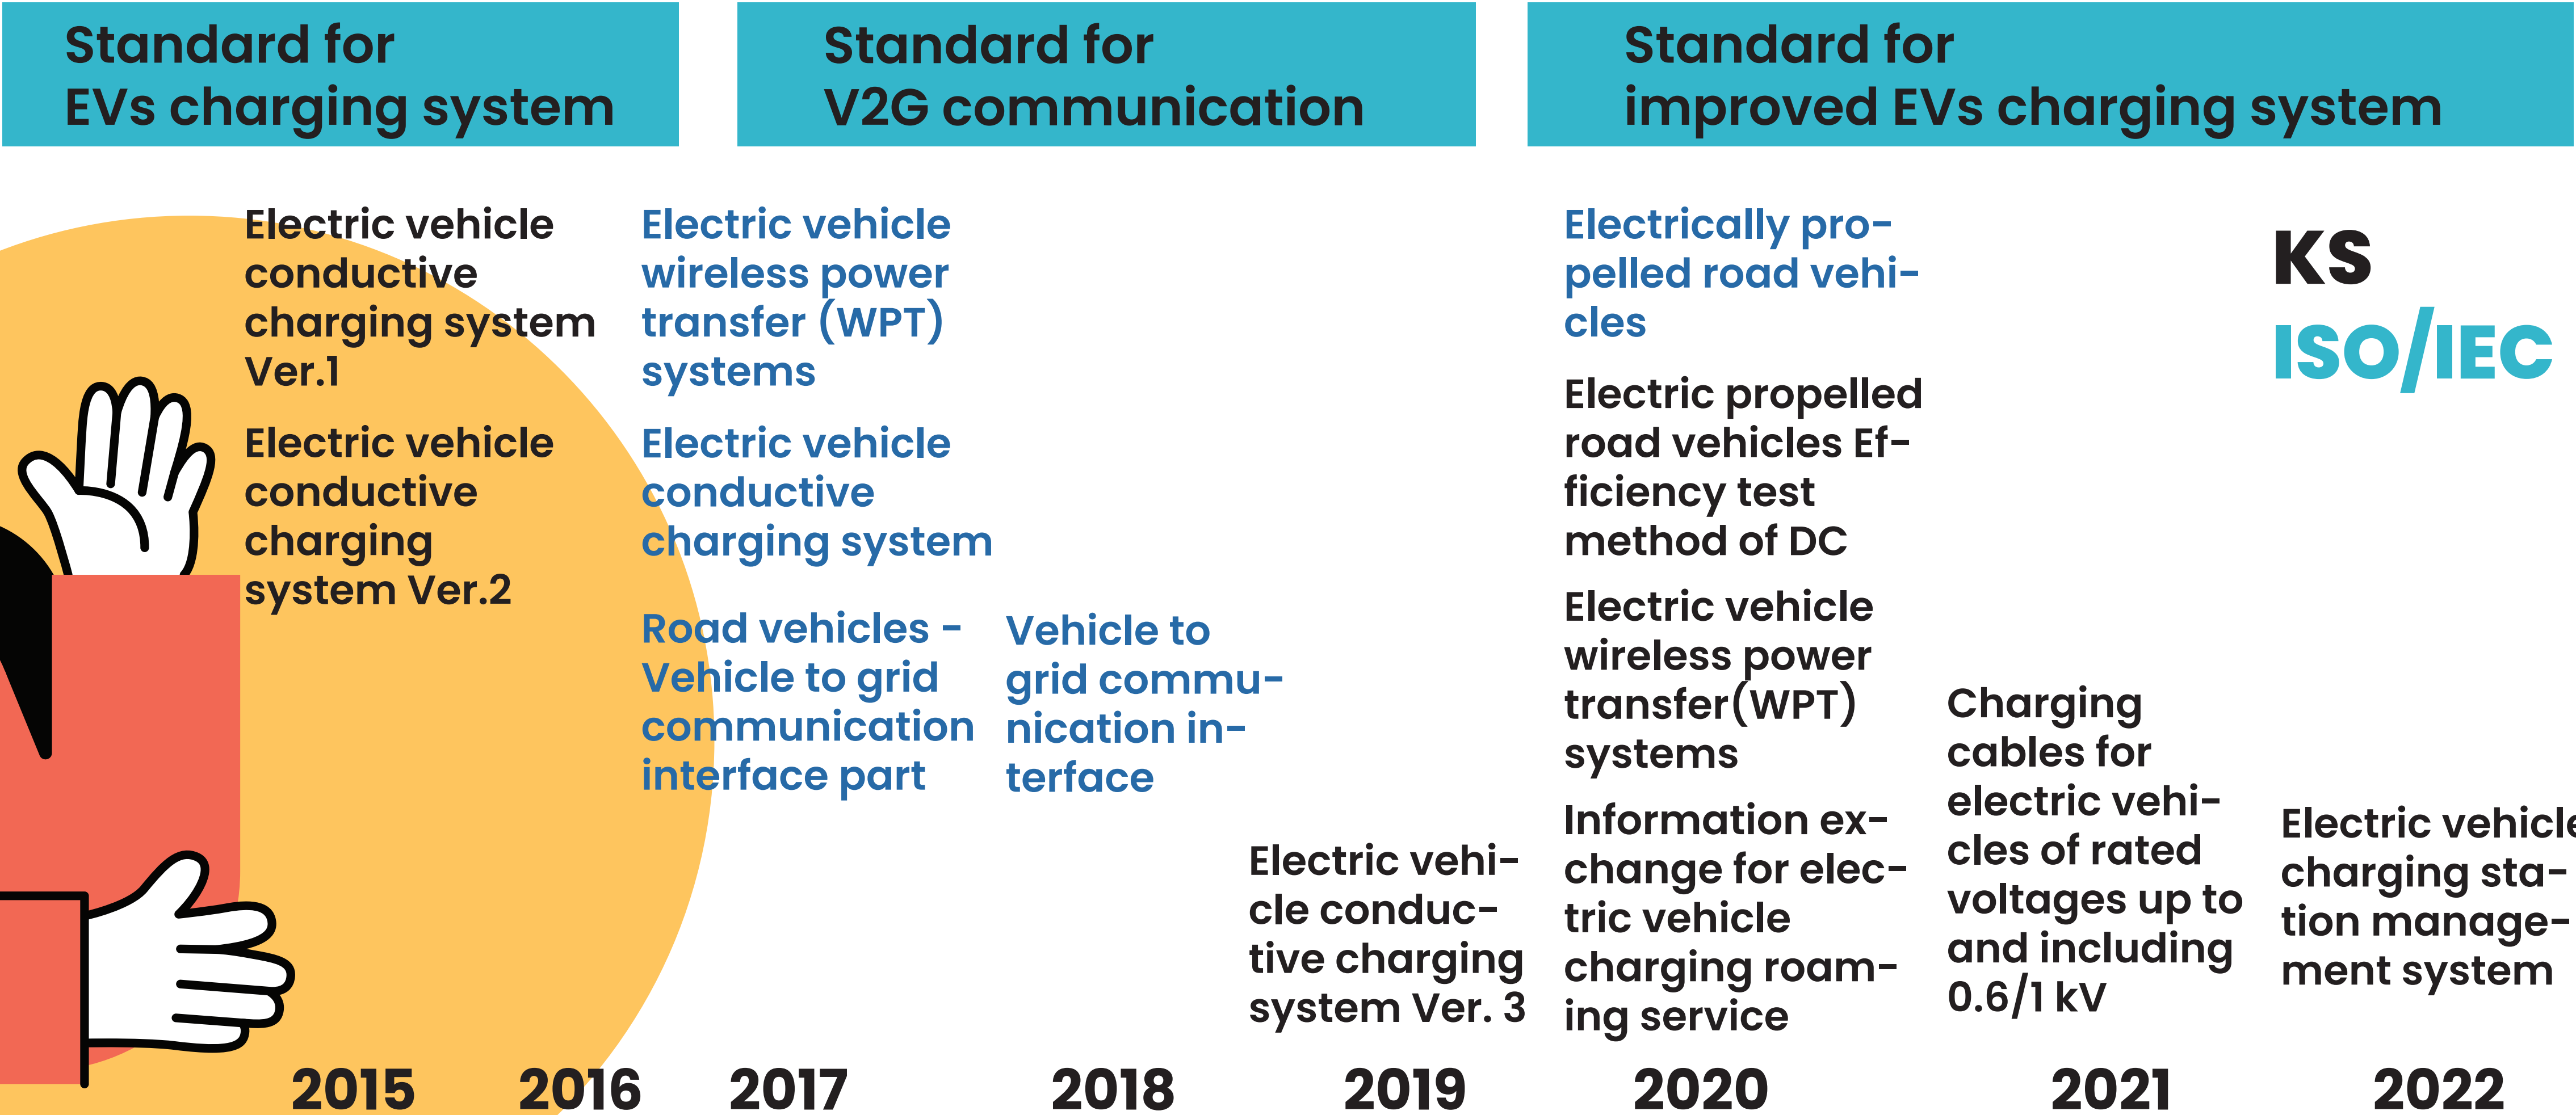 Standard for
EVs charging system
Standard for
V2G communication
Standard for
improved EVs charging system
Electric vehicle
conductive
charging system
Ver.1
Electric vehicle
conductive
charging
system Ver.2
Electric vehicle
wireless power
transfer (WPT)
systems
Electric vehicle
conductive
charging system
Road vehicles -
Vehicle to grid
communication
interface part
Vehicle to
grid commu-
nication in-
terface
Electric vehi-
cle conduc-
tive charging
system Ver. 3
Electrically pro-
pelled road vehi-
cles
Electric propelled
road vehicles Ef-
ficiency test
method of DC
Electric vehicle
wireless power
transfer(WPT)
systems
Information ex-
change for elec-
tric vehicle
charging roam-
ing service
Charging
cables for
electric vehi-
cles of rated
voltages up to
and including
0.6/1 kV
Electric vehicle
charging sta-
tion manage-
ment system
KS
ISO/IEC
2015 2016 2017 2018 2019 2020 2021 2022